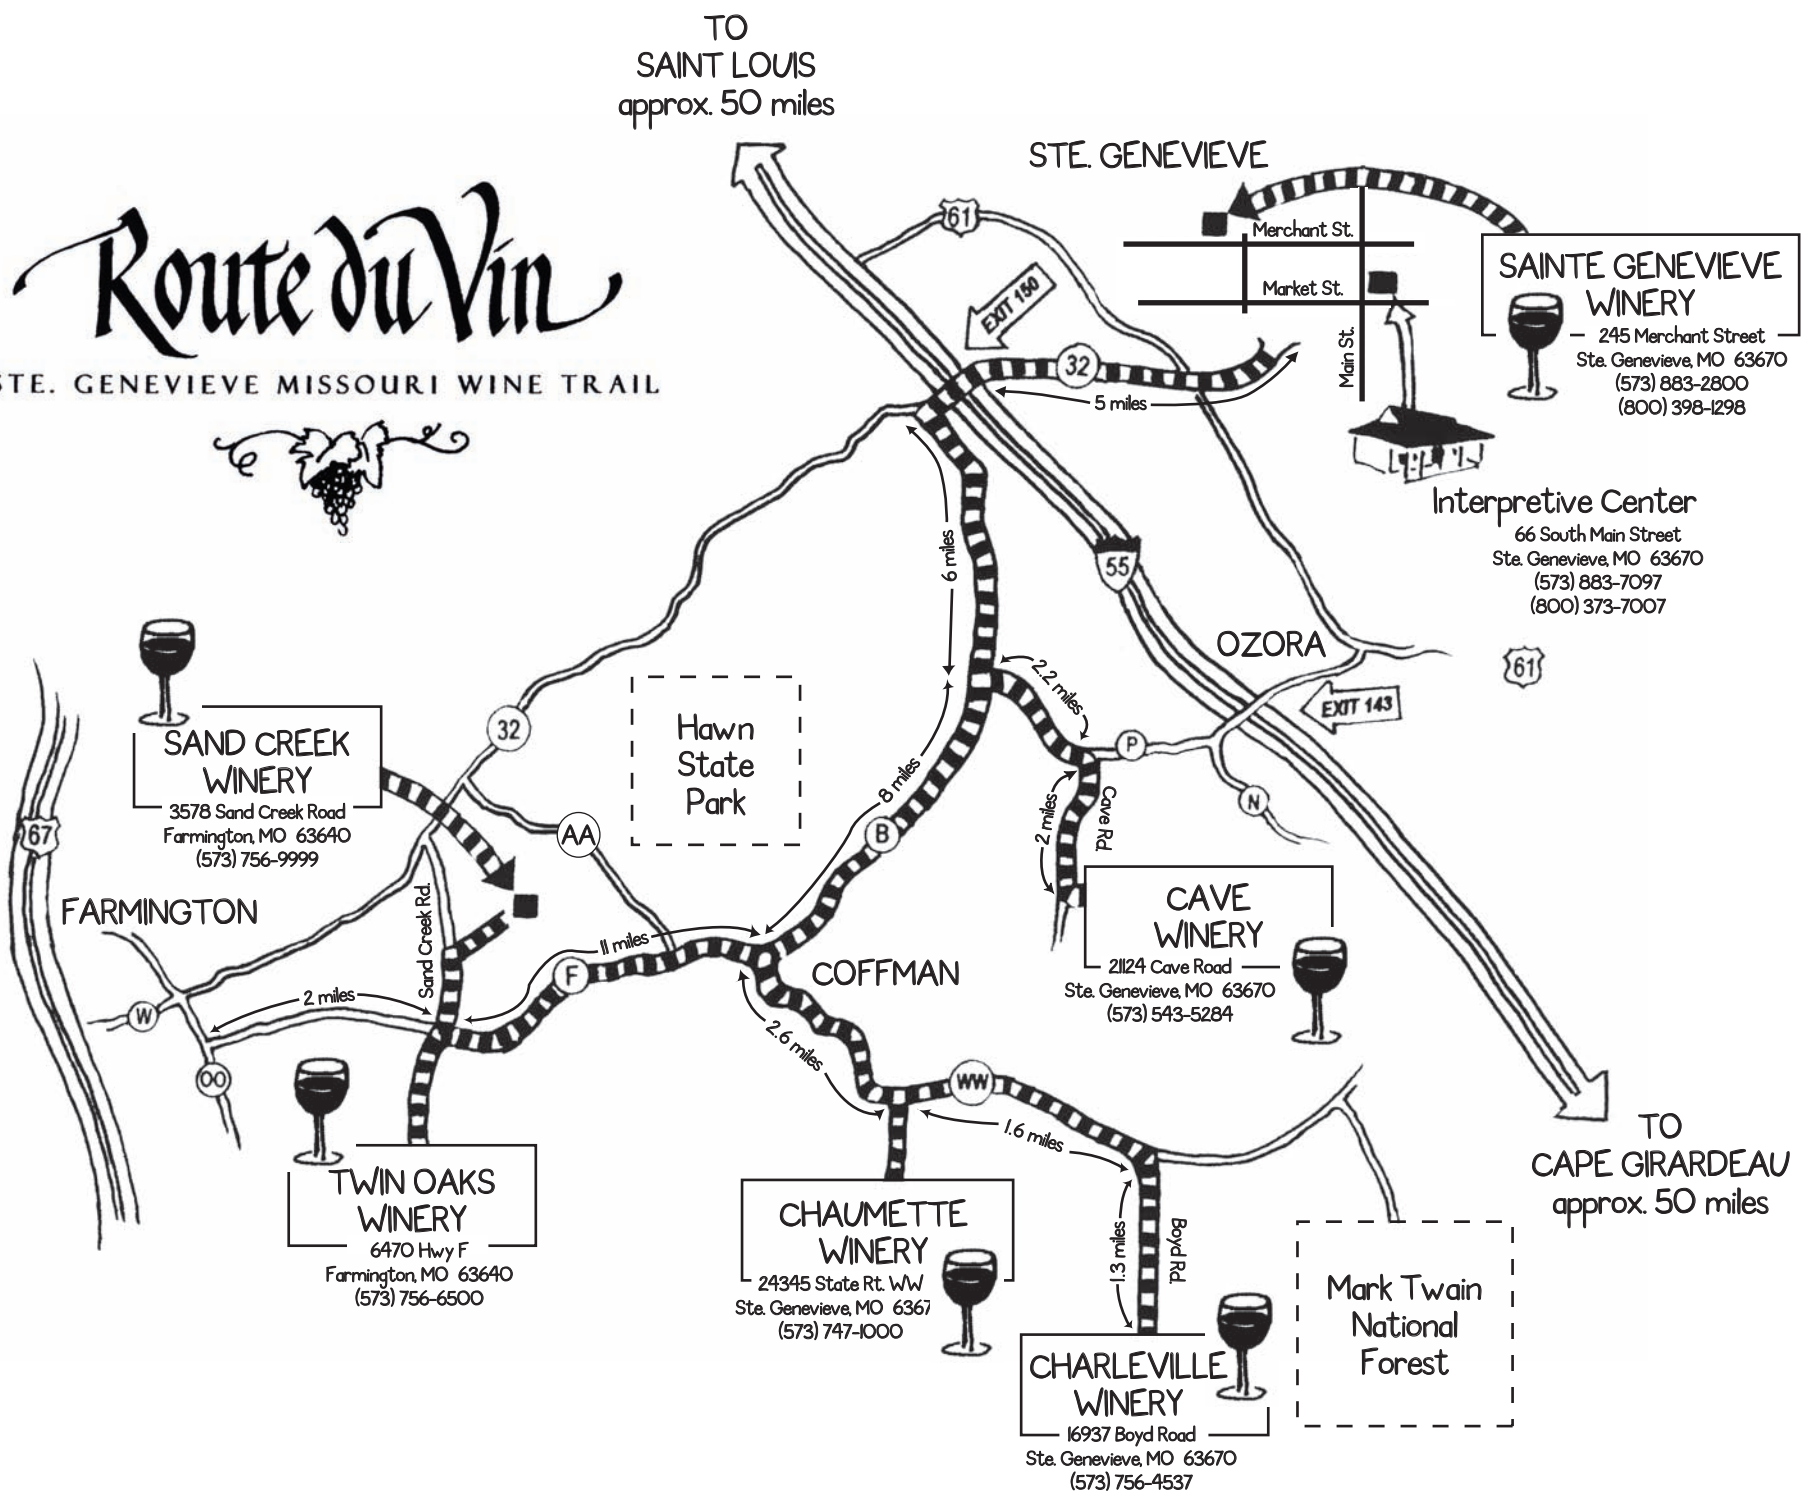 TO
SAINT LOUIS
approx. 50 miles
Route du Vin
STE. GENEVIEVE MISSOURI WINE TRAIL
STE. GENEVIEVE
Merchant St.
Market St.
Main St.
SAINTE GENEVIEVE
WINERY
245 Merchant Street
Ste. Genevieve, MO 63670
(573) 883-2800
(800) 398-1298
61
EXIT 150
32
5 miles
Interpretive Center
66 South Main Street
Ste. Genevieve, MO 63670
(573) 883-7097
(800) 373-7007
6 miles
55
OZORA
61
EXIT 143
2.2 miles
P
N
32
Hawn
State
Park
8 miles
B
2 miles
Cave Rd.
SAND CREEK
WINERY
3578 Sand Creek Road
Farmington, MO 63640
(573) 756-9999
67
AA
FARMINGTON
Sand Creek Rd.
11 miles
F
COFFMAN
CAVE
WINERY
21124 Cave Road
Ste. Genevieve, MO 63670
(573) 543-5284
W
2 miles
OO
2.6 miles
WW
1.6 miles
TO
CAPE GIRARDEAU
approx. 50 miles
TWIN OAKS
WINERY
6470 Hwy F
Farmington, MO 63640
(573) 756-6500
CHAUMETTE
WINERY
24345 State Rt. WW
Ste. Genevieve, MO 6367
(573) 747-1000
1.3 miles
Boyd Rd.
Mark Twain
National
Forest
CHARLEVILLE
WINERY
16937 Boyd Road
Ste. Genevieve, MO 63670
(573) 756-4537